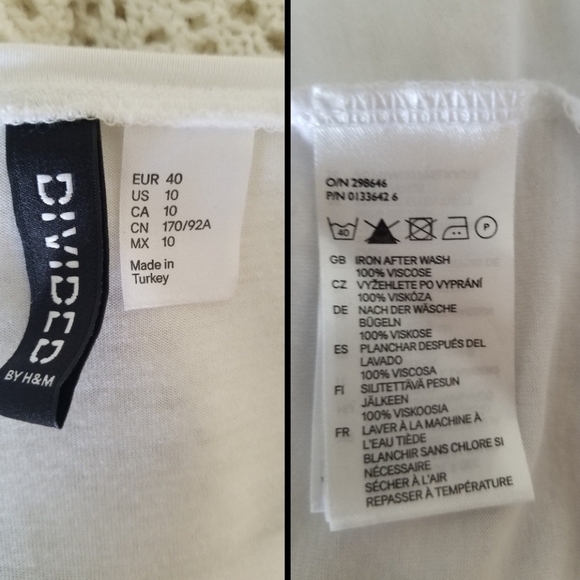 DIVIDED
BY H&M
EUR 40
US 10
CA 10
CN 170/92A
MX 10
Made in
Turkey
O/N 298646
P/N 0133642 6
40
P
GB IRON AFTER WASH
100% VISCOSE
CZ VYŽEHLETE PO VYPRÁNÍ
100% VISKÓZA
DE NACH DER WÄSCHE
BÜGELN
100% VISKOSE
ES PLANCHAR DESPUÉS DEL
LAVADO
100% VISCOSA
FI SILITETTÄVÄ PESUN
JÄLKEEN
100% VISKOOSIA
FR LAVER À LA MACHINE À
L'EAU TIÈDE
BLANCHIR SANS CHLORE SI
NÉCESSAIRE
SÉCHER À L'AIR
REPASSER À TEMPÉRATURE